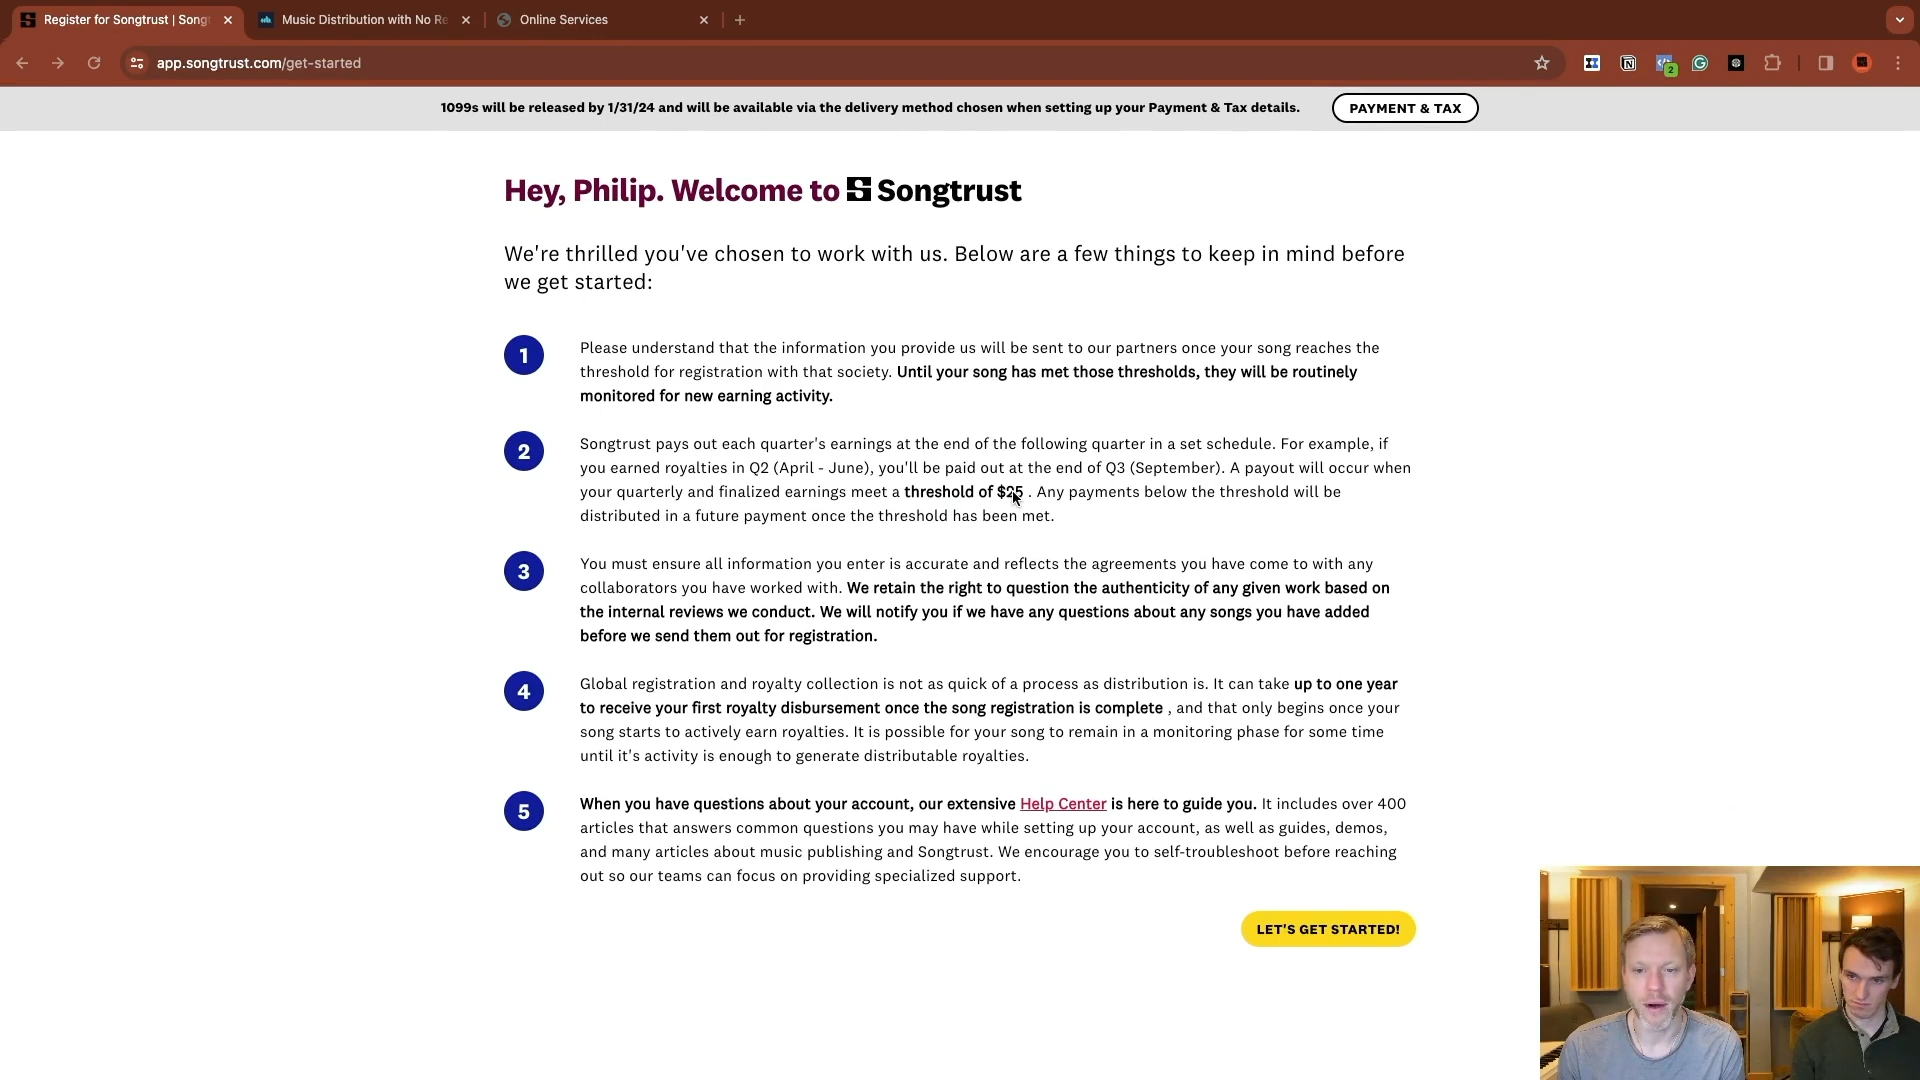 Register for Songtrust | Song
Music Distribution with No Re
Online Services
app.songtrust.com/get-started
2
1099s will be released by 1/31/24 and will be available via the delivery method chosen when setting up your Payment & Tax details.
PAYMENT & TAX
Hey, Philip. Welcome to Songtrust
We're thrilled you've chosen to work with us. Below are a few things to keep in mind before
we get started:
1
Please understand that the information you provide us will be sent to our partners once your song reaches the
threshold for registration with that society. Until your song has met those thresholds, they will be routinely
monitored for new earning activity.
2
Songtrust pays out each quarter's earnings at the end of the following quarter in a set schedule. For example, if
you earned royalties in Q2 (April - June), you'll be paid out at the end of Q3 (September). A payout will occur when
your quarterly and finalized earnings meet a threshold of $25 . Any payments below the threshold will be
distributed in a future payment once the threshold has been met.
3
You must ensure all information you enter is accurate and reflects the agreements you have come to with any
collaborators you have worked with. We retain the right to question the authenticity of any given work based on
the internal reviews we conduct. We will notify you if we have any questions about any songs you have added
before we send them out for registration.
4
Global registration and royalty collection is not as quick of a process as distribution is. It can take up to one year
to receive your first royalty disbursement once the song registration is complete , and that only begins once your
song starts to actively earn royalties. It is possible for your song to remain in a monitoring phase for some time
until it's activity is enough to generate distributable royalties.
5
When you have questions about your account, our extensive Help Center is here to guide you. It includes over 400
articles that answers common questions you may have while setting up your account, as well as guides, demos,
and many articles about music publishing and Songtrust. We encourage you to self-troubleshoot before reaching
out so our teams can focus on providing specialized support.
LET'S GET STARTED!